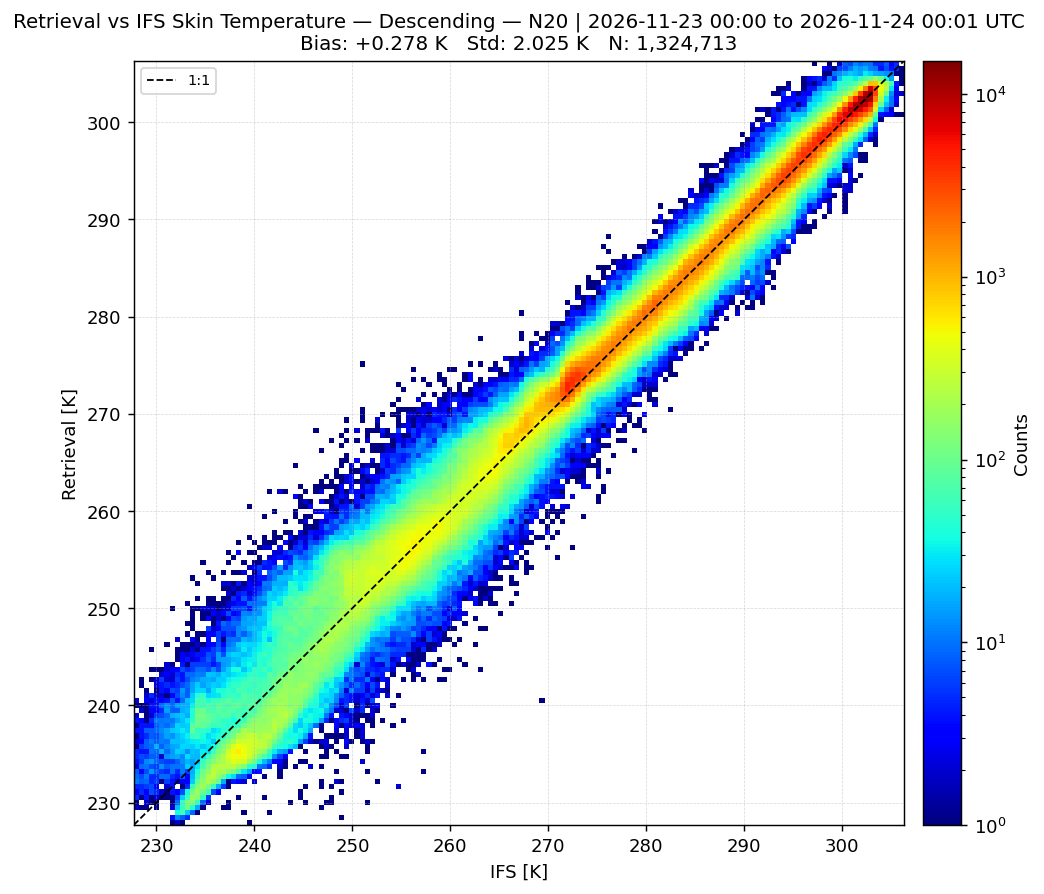 Retrieval vs IFS Skin Temperature — Descending — N20 | 2026-11-23 00:00 to 2026-11-24 00:01 UTC
Bias: +0.278 K   Std: 2.025 K   N: 1,324,713
1:1
Retrieval [K]
300
290
280
270
260
250
240
230
230 240 250 260 270 280 290 300
IFS [K]
10⁴
10³
10²
10¹
10⁰
Counts